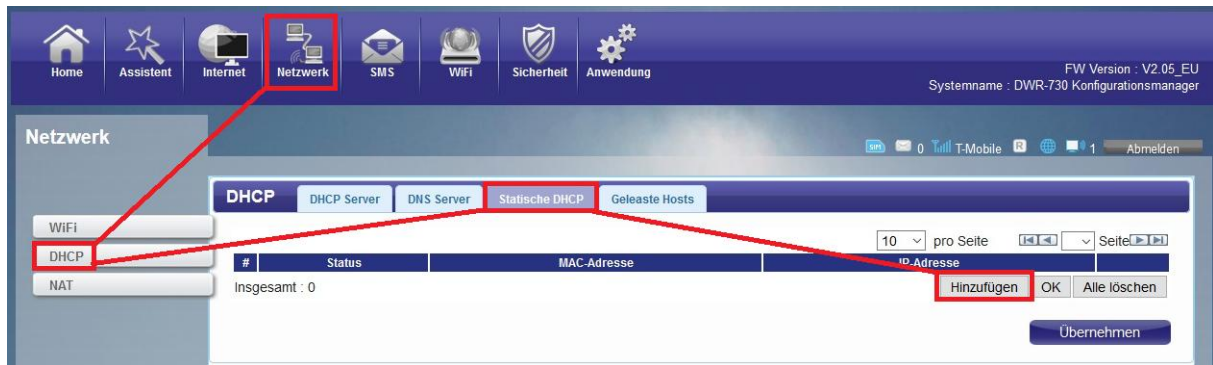 Home Assistent Internet Netzwerk SMS WiFi Sicherheit Anwendung
FW Version : V2.05_EU
Systemname : DWR-730 Konfigurationsmanager
Netzwerk
SIM 0 T-Mobile R 1 Abmelden
DHCP DHCP Server DNS Server Statische DHCP Geleaste Hosts
WiFi
DHCP
NAT
10 pro Seite Seite
# Status MAC-Adresse IP-Adresse
Insgesamt : 0 Hinzufügen OK Alle löschen
Übernehmen